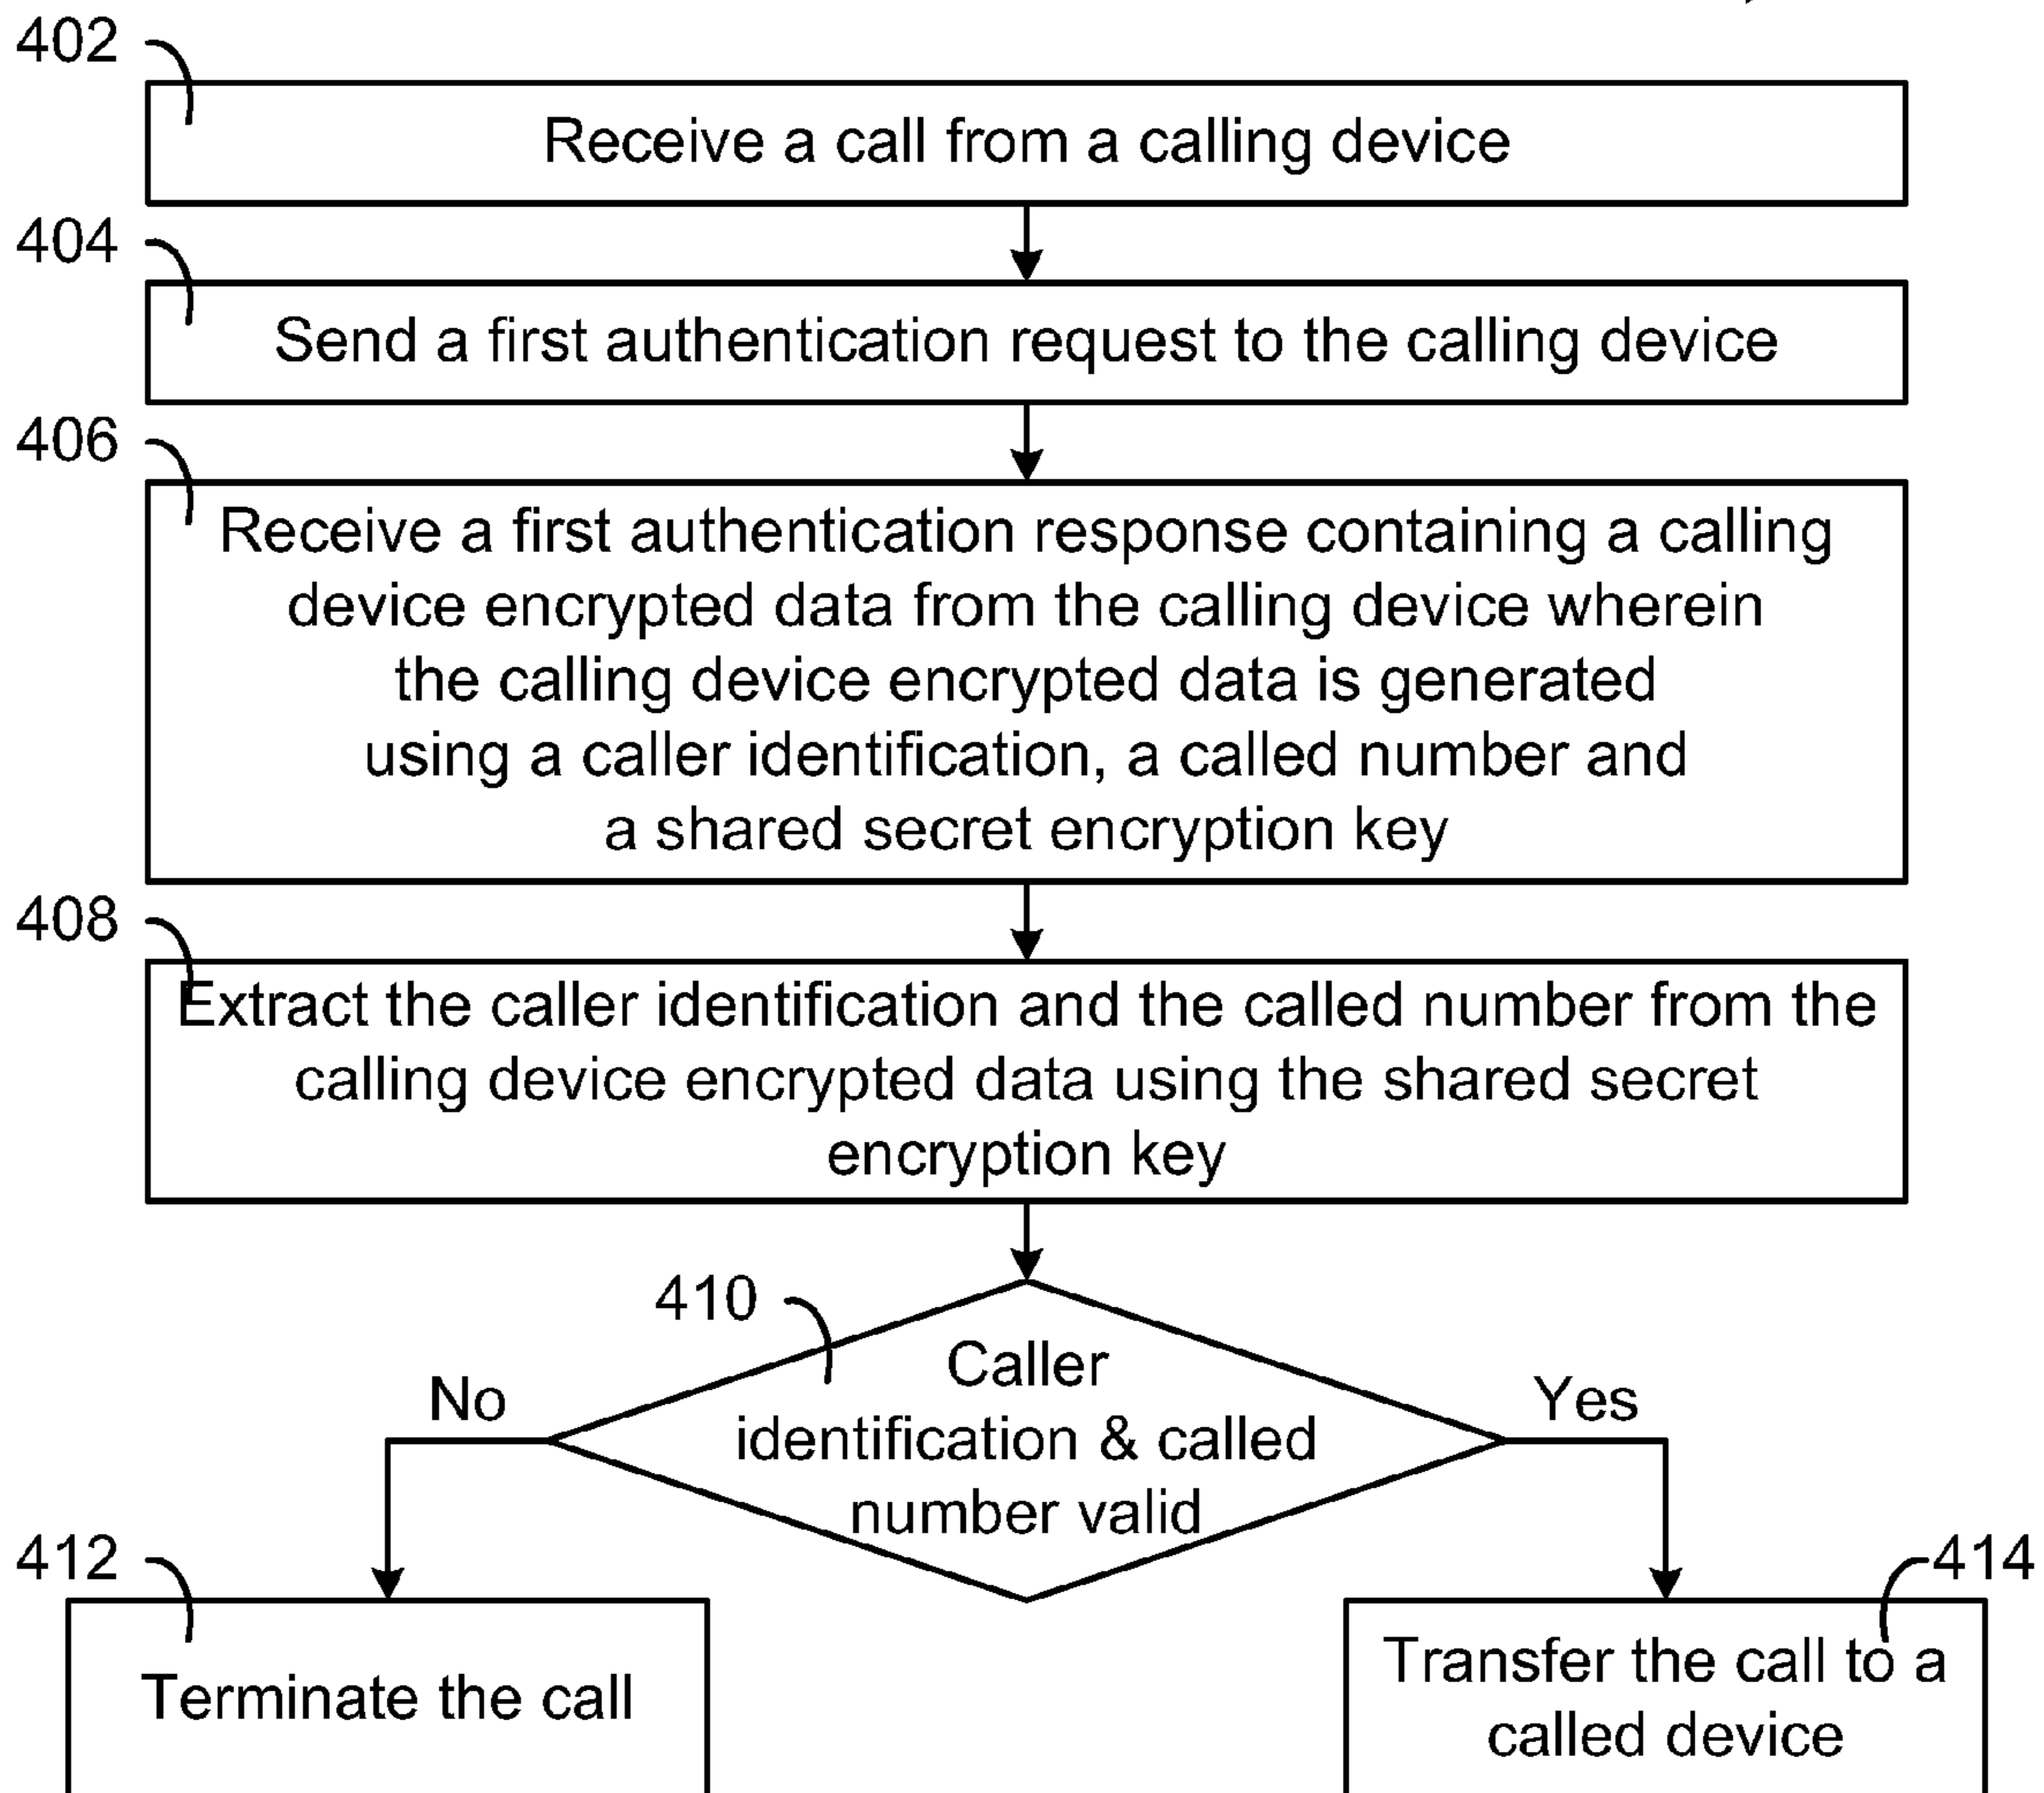 402
Receive a call from a calling device
404
Send a first authentication request to the calling device
406
Receive a first authentication response containing a calling
device encrypted data from the calling device wherein
the calling device encrypted data is generated
using a caller identification, a called number and
a shared secret encryption key
408
Extract the caller identification and the called number from the
calling device encrypted data using the shared secret
encryption key
410
Caller
identification & called
number valid
No
Yes
412
Terminate the call
414
Transfer the call to a
called device